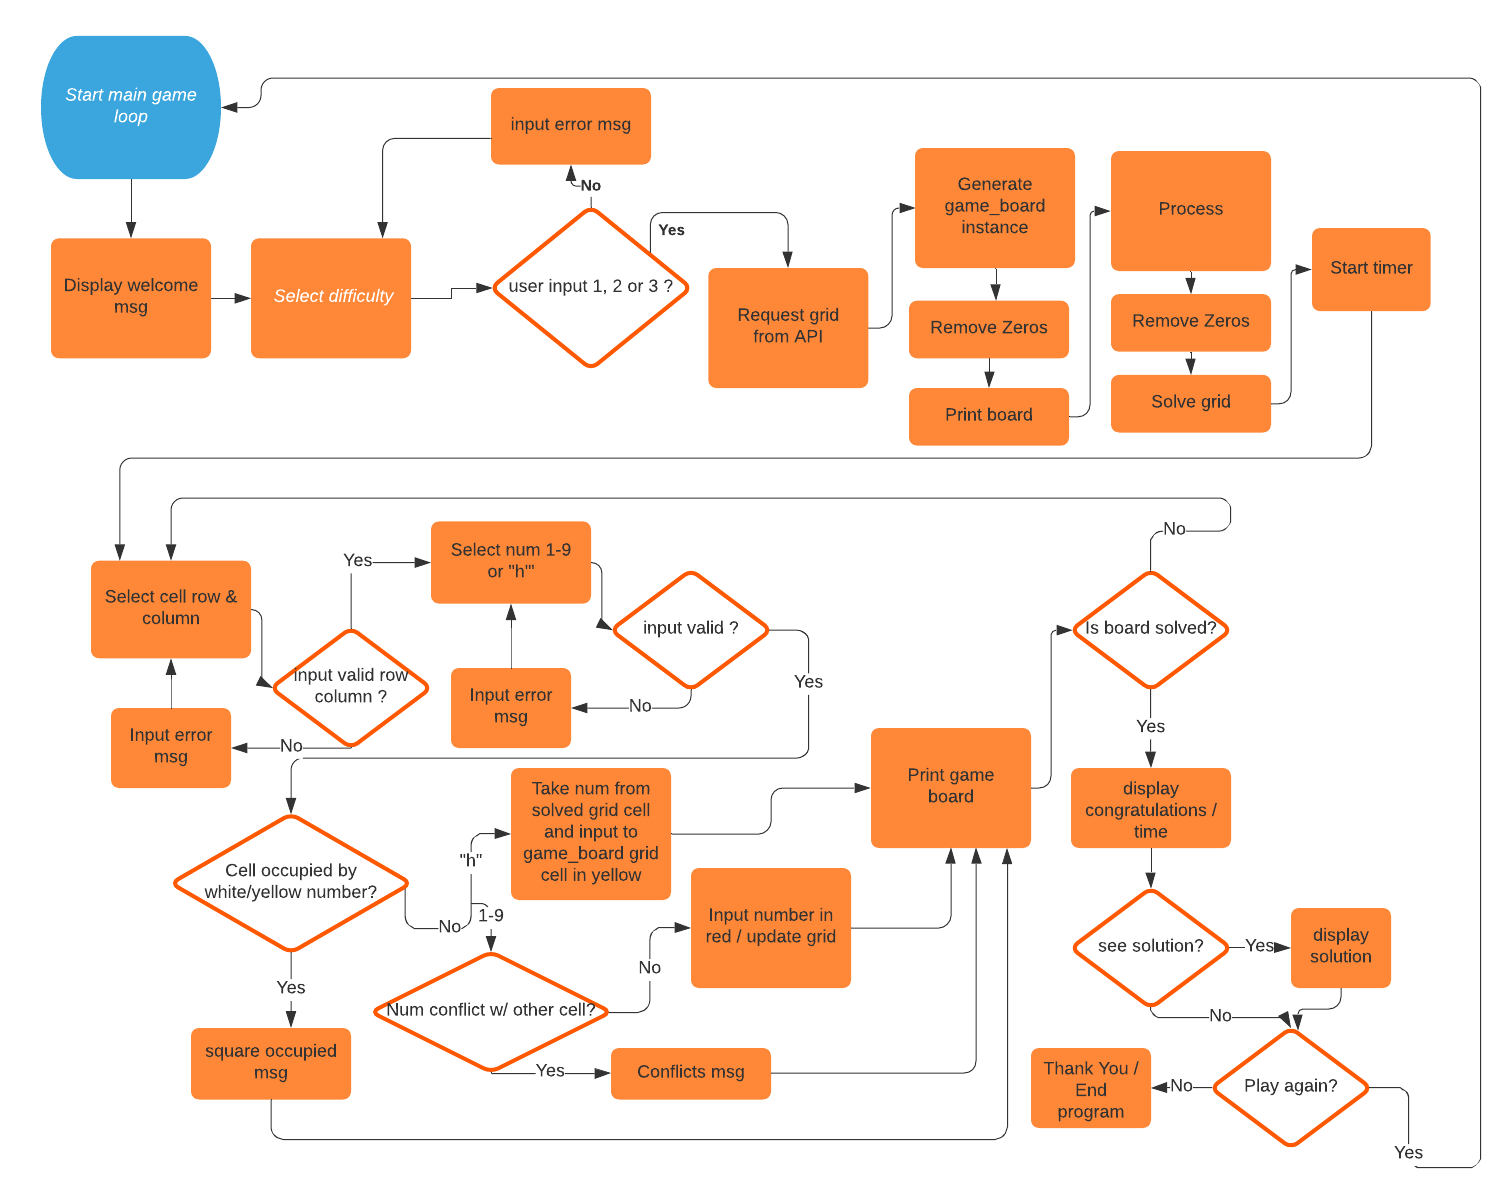 Start main game
loop
input error msg
No
Yes
Generate
game_board
instance
Process
Display welcome
msg
Select difficulty
user input 1, 2 or 3 ?
Request grid
from API
Remove Zeros
Print board
Remove Zeros
Solve grid
Start timer
No
Select cell row &
column
Yes
Select num 1-9
or "h'"
input valid row
column ?
input valid ?
Is board solved?
Input error
msg
No
Input error
msg
No
Yes
Yes
Take num from
solved grid cell
and input to
game_board grid
cell in yellow
Print game
board
display
congratulations /
time
Cell occupied by
white/yellow number?
"h"
1-9
No
Input number in
red / update grid
see solution?
Yes
display
solution
Yes
Num conflict w/ other cell?
No
No
square occupied
msg
Yes
Conflicts msg
Thank You /
End
program
No
Play again?
Yes